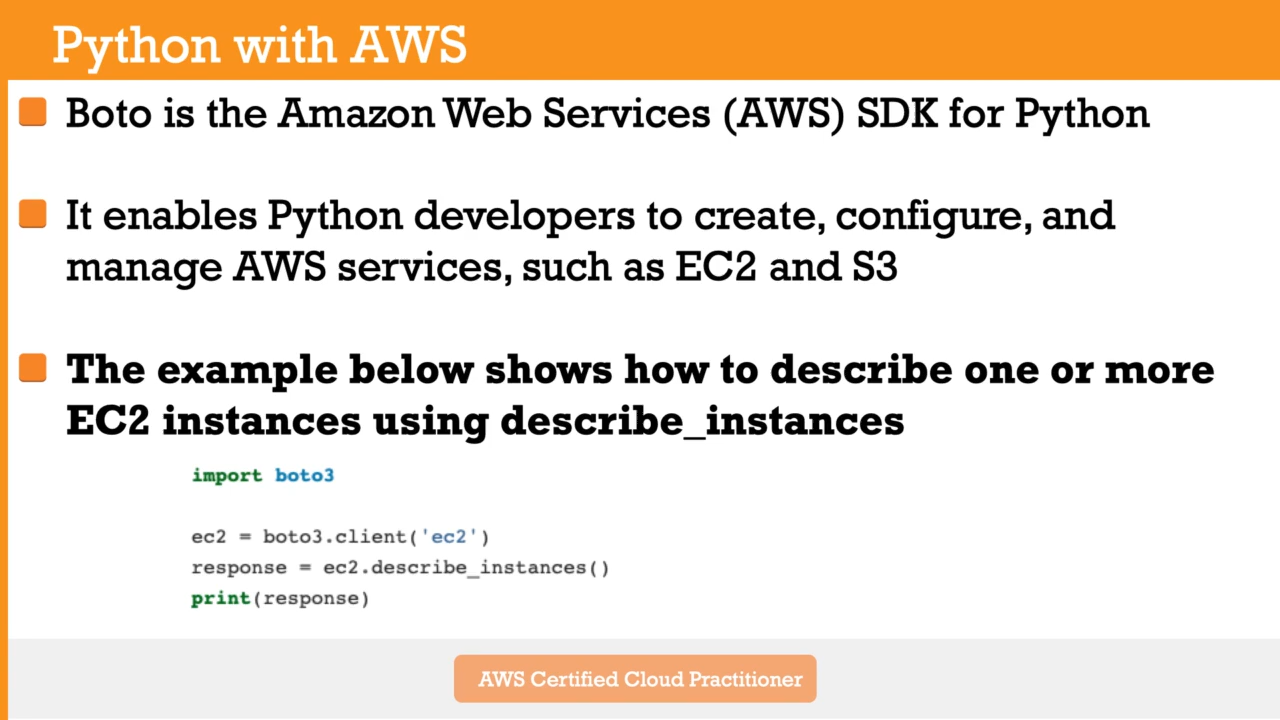 Python with AWS
Boto is the Amazon Web Services (AWS) SDK for Python
It enables Python developers to create, configure, and
manage AWS services, such as EC2 and S3
The example below shows how to describe one or more
EC2 instances using describe_instances
import boto3
ec2 = boto3.client('ec2')
response = ec2.describe_instances()
print(response)
AWS Certified Cloud Practitioner